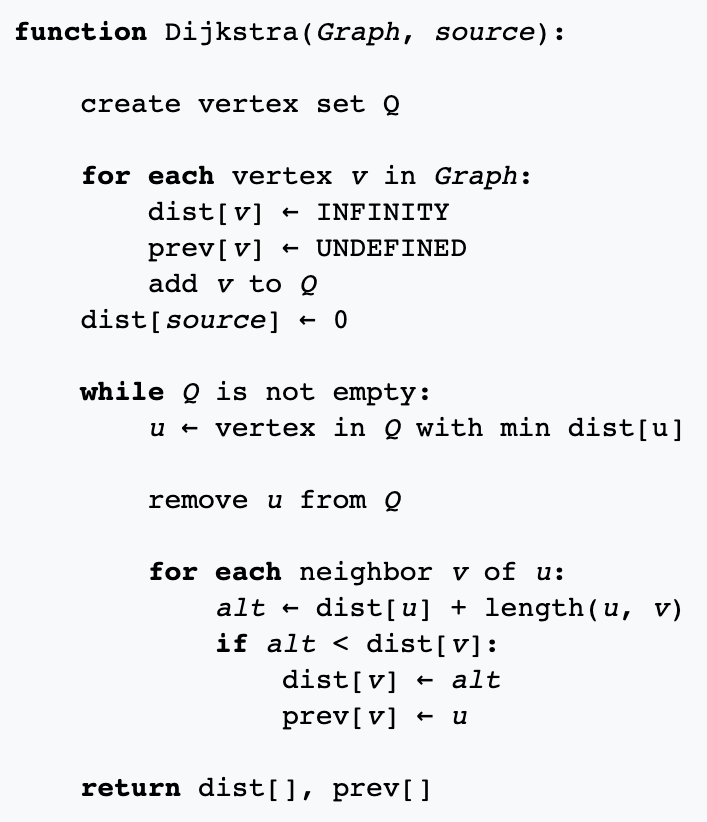 function Dijkstra(Graph, source):
create vertex set Q
for each vertex v in Graph:
dist[v] ← INFINITY
prev[v] ← UNDEFINED
add v to Q
dist[source] ← 0
while Q is not empty:
u ← vertex in Q with min dist[u]
remove u from Q
for each neighbor v of u:
alt ← dist[u] + length(u, v)
if alt < dist[v]:
dist[v] ← alt
prev[v] ← u
return dist[], prev[]